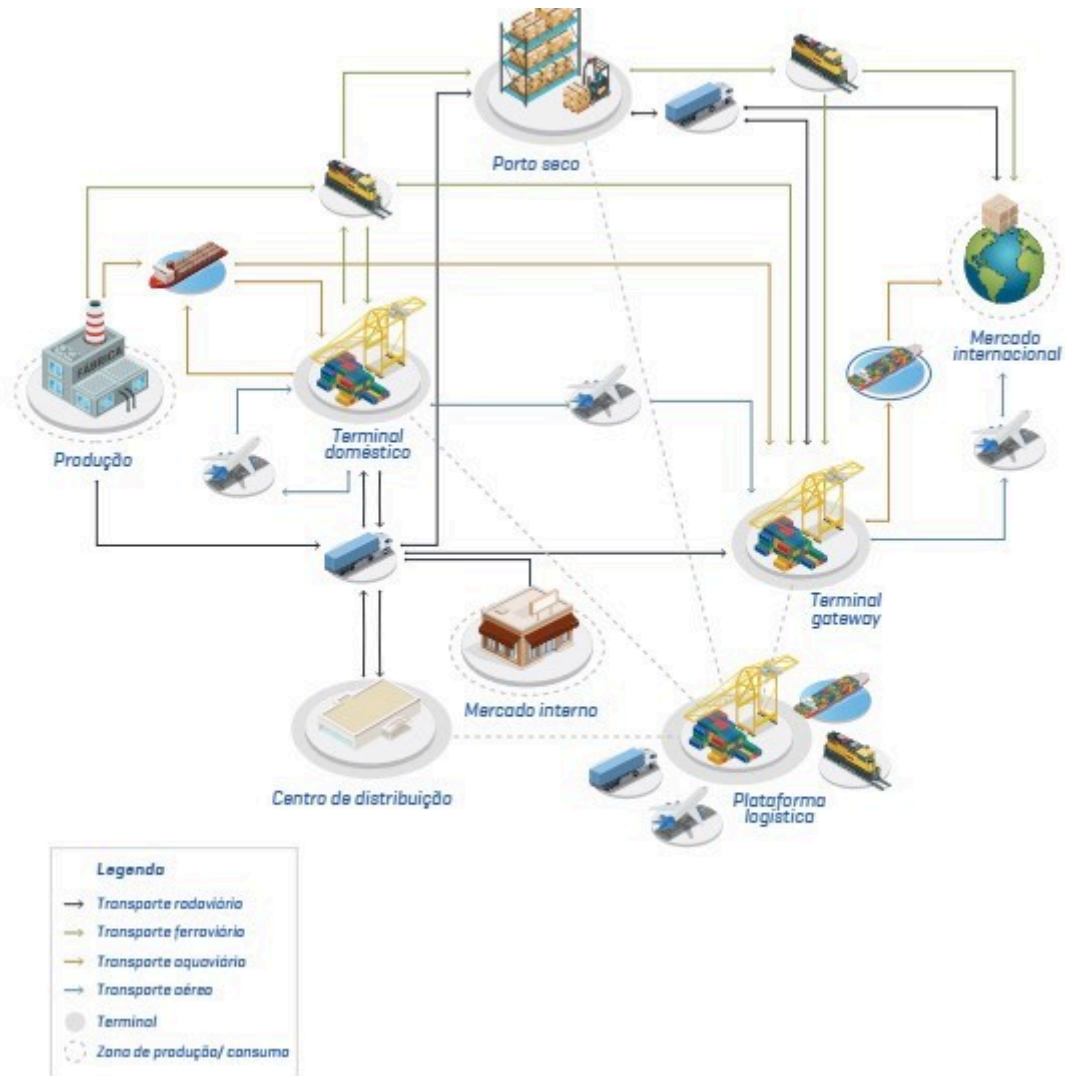 Porto seco
FÁBRICA
Mercado
internacional
Terminal
doméstico
Produção
Terminal
gateway
Mercado interno
Centro de distribuição
Plataforma
logística
Legenda
Transporte rodoviário
Transporte ferroviário
Transporte aquaviário
Transporte aéreo
Terminal
Zona de produção/ consumo